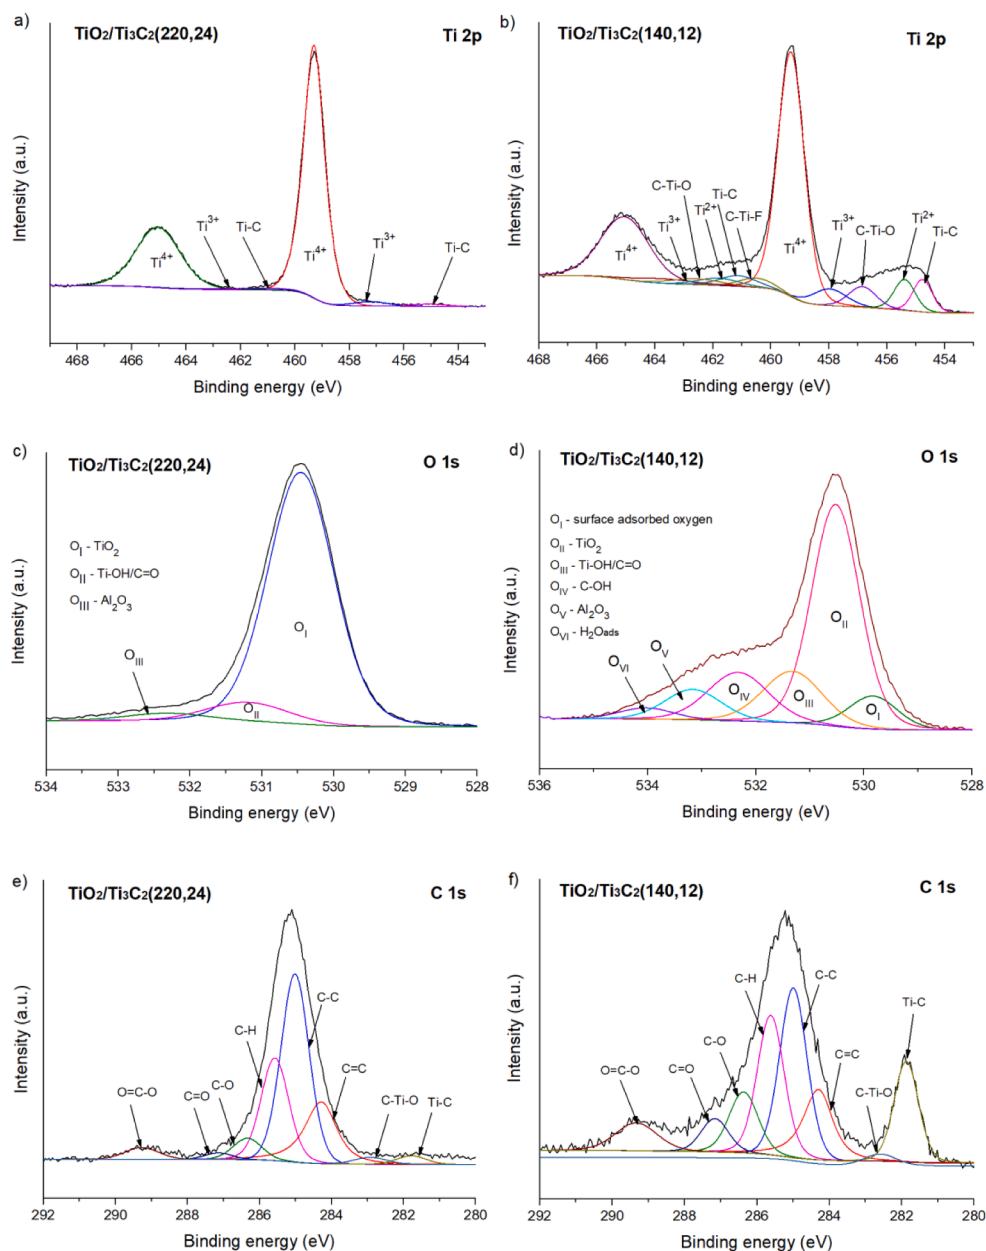 a)
TiO2/Ti3C2(220,24)
Ti 2p
Intensity (a.u.)
Ti4+
Ti3+
Ti-C
Ti4+
Ti3+
Ti-C
468 466 464 462 460 458 456 454
Binding energy (eV)
b)
TiO2/Ti3C2(140,12)
Ti 2p
Intensity (a.u.)
Ti4+
Ti3+
C-Ti-O
Ti2+
Ti-C
C-Ti-F
Ti4+
Ti3+
C-Ti-O
Ti2+
Ti-C
468 466 464 462 460 458 456 454
Binding energy (eV)
c)
TiO2/Ti3C2(220,24)
O 1s
Intensity (a.u.)
OI - TiO2
OII - Ti-OH/C=O
OIII - Al2O3
OIII
OII
OI
534 533 532 531 530 529 528
Binding energy (eV)
d)
TiO2/Ti3C2(140,12)
O 1s
Intensity (a.u.)
OI - surface adsorbed oxygen
OII - TiO2
OIII - Ti-OH/C=O
OIV - C-OH
OV - Al2O3
OVI - H2Oads
OVI
OV
OIV
OIII
OII
OI
536 534 532 530 528
Binding energy (eV)
e)
TiO2/Ti3C2(220,24)
C 1s
Intensity (a.u.)
O=C-O
C=O
C-O
C-H
C-C
C=C
C-Ti-O
Ti-C
292 290 288 286 284 282 280
Binding energy (eV)
f)
TiO2/Ti3C2(140,12)
C 1s
Intensity (a.u.)
O=C-O
C=O
C-O
C-H
C-C
C=C
C-Ti-O
Ti-C
292 290 288 286 284 282 280
Binding energy (eV)